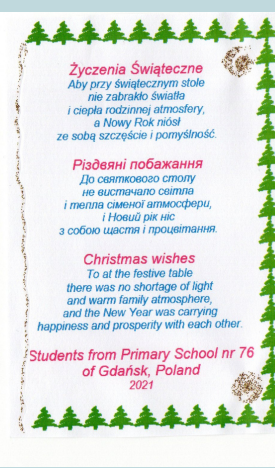 Życzenia Świąteczne
Aby przy świątecznym stole
nie zabrakło światła
i ciepła rodzinnej atmosfery,
a Nowy Rok niósł
ze sobą szczęście i pomyślność.
Різдвяні побажання
До святкового столу
не вистачало світла
і тепла сіменої атмосфери,
і Новий рік ніс
з собою щастя і процвітання.
Christmas wishes
To at the festive table
there was no shortage of light
and warm family atmosphere,
and the New Year was carrying
happiness and prosperity with each other.
Students from Primary School nr 76
of Gdańsk, Poland
2021